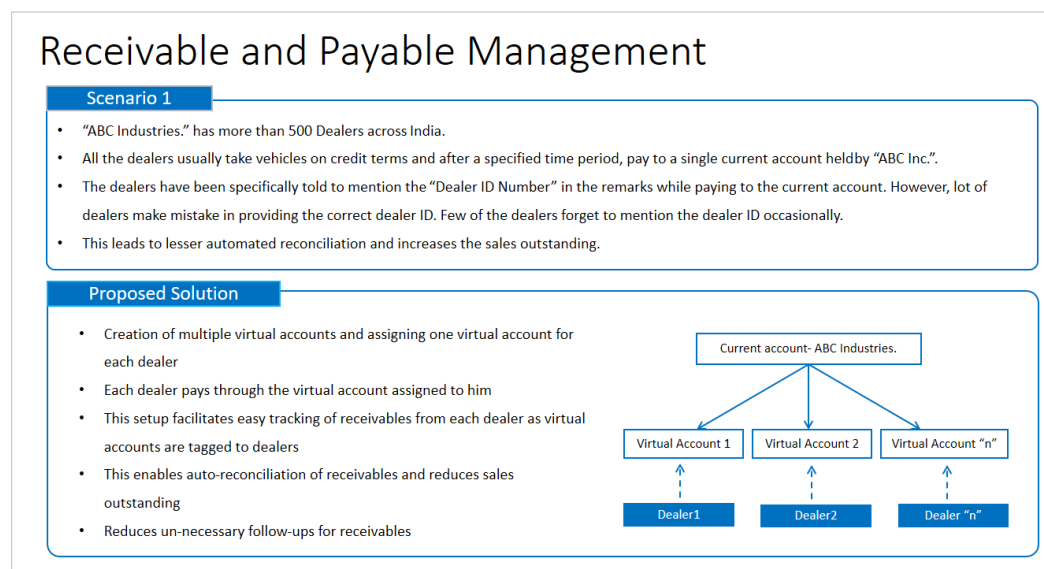 Receivable and Payable Management
Scenario 1
• “ABC Industries.” has more than 500 Dealers across India.
• All the dealers usually take vehicles on credit terms and after a specified time period, pay to a single current account heldby “ABC Inc.”.
• The dealers have been specifically told to mention the “Dealer ID Number” in the remarks while paying to the current account. However, lot of
dealers make mistake in providing the correct dealer ID. Few of the dealers forget to mention the dealer ID occasionally.
• This leads to lesser automated reconciliation and increases the sales outstanding.
Proposed Solution
• Creation of multiple virtual accounts and assigning one virtual account for
each dealer
• Each dealer pays through the virtual account assigned to him
• This setup facilitates easy tracking of receivables from each dealer as virtual
accounts are tagged to dealers
• This enables auto-reconciliation of receivables and reduces sales
outstanding
• Reduces un-necessary follow-ups for receivables
Current account- ABC Industries.
Virtual Account 1
Virtual Account 2
Virtual Account “n”
Dealer1
Dealer2
Dealer “n”